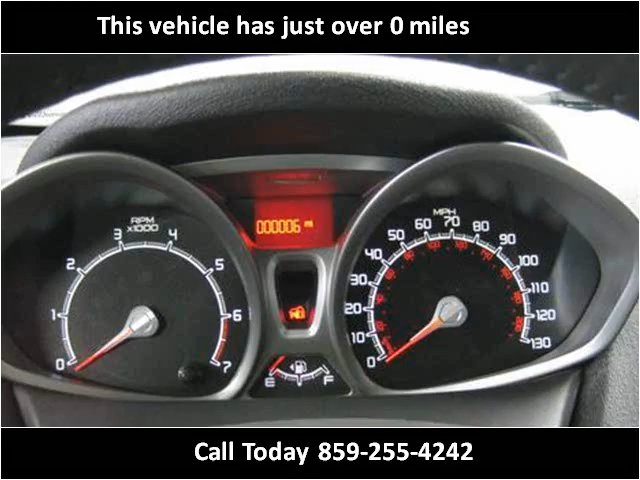 This vehicle has just over 0 miles
RPM
x1000
0 1 2 3 4 5 6 7
000006 mi
E F
MPH
0 10 20 30 40 50 60 70 80 90 100 110 120 130
Call Today 859-255-4242